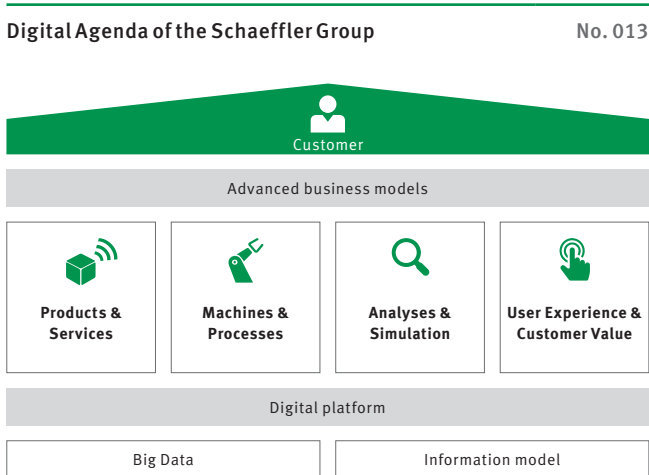 Digital Agenda of the Schaeffler Group No. 013
Customer
Advanced business models
Products &
Services
Machines &
Processes
Analyses &
Simulation
User Experience &
Customer Value
Digital platform
Big Data
Information model